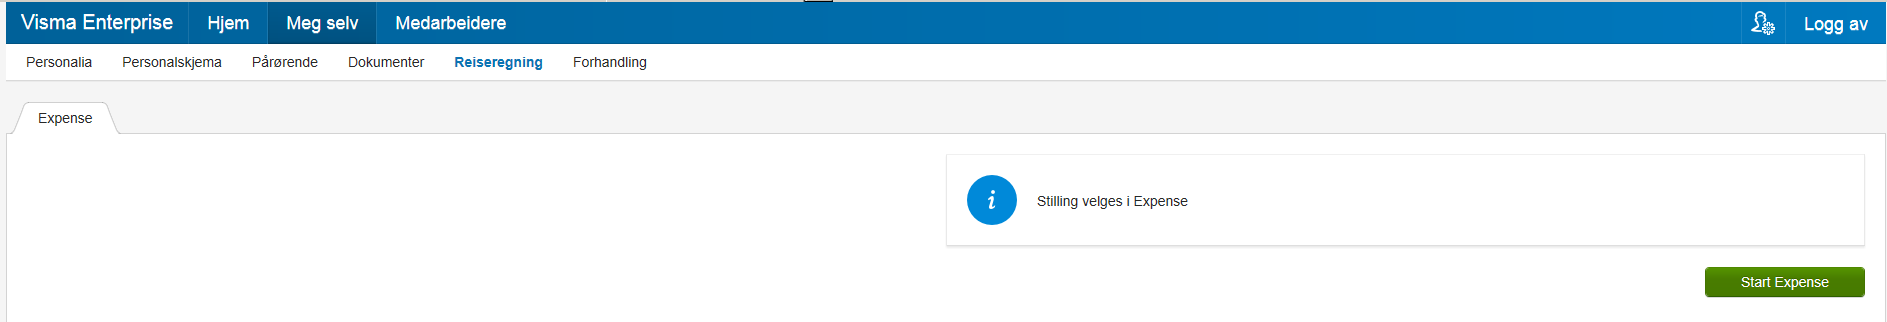 Visma Enterprise Hjem Meg selv Medarbeidere Logg av
Personalia Personalskjema Pårørende Dokumenter Reiseregning Forhandling
Expense
i Stilling velges i Expense
Start Expense